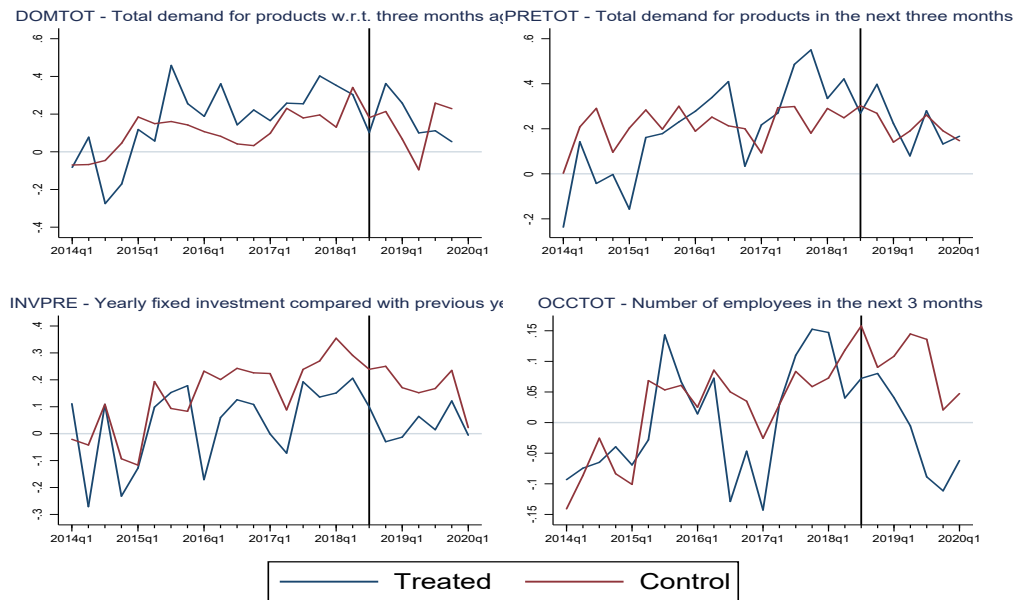 DOMTOT - Total demand for products w.r.t. three months ag
PRETOT - Total demand for products in the next three months
.6
.4
.2
0
-.2
-.4
2014q1 2015q1 2016q1 2017q1 2018q1 2019q1 2020q1
.6
.4
.2
0
-.2
2014q1 2015q1 2016q1 2017q1 2018q1 2019q1 2020q1
INVPRE - Yearly fixed investment compared with previous ye
OCCTOT - Number of employees in the next 3 months
.4
.3
.2
.1
0
-.1
-.2
-.3
2014q1 2015q1 2016q1 2017q1 2018q1 2019q1 2020q1
.15
.1
.05
0
-.05
-.1
-.15
2014q1 2015q1 2016q1 2017q1 2018q1 2019q1 2020q1
Treated Control